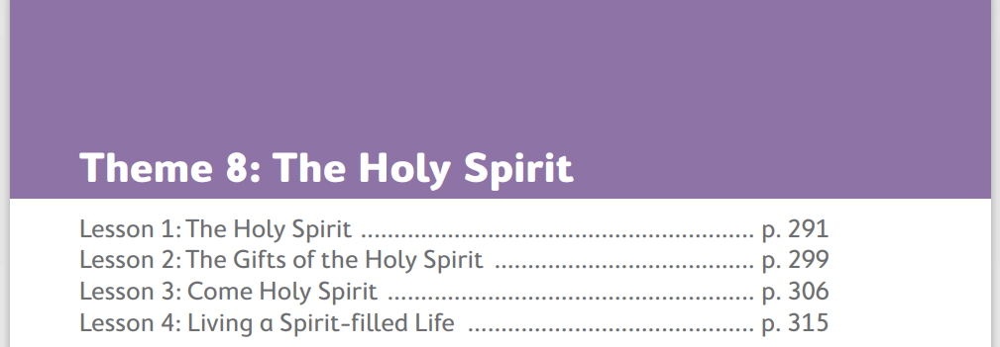 Theme 8: The Holy Spirit
Lesson 1: The Holy Spirit ............................................................ p. 291
Lesson 2: The Gifts of the Holy Spirit ........................................ p. 299
Lesson 3: Come Holy Spirit ........................................................ p. 306
Lesson 4: Living a Spirit-filled Life ............................................ p. 315